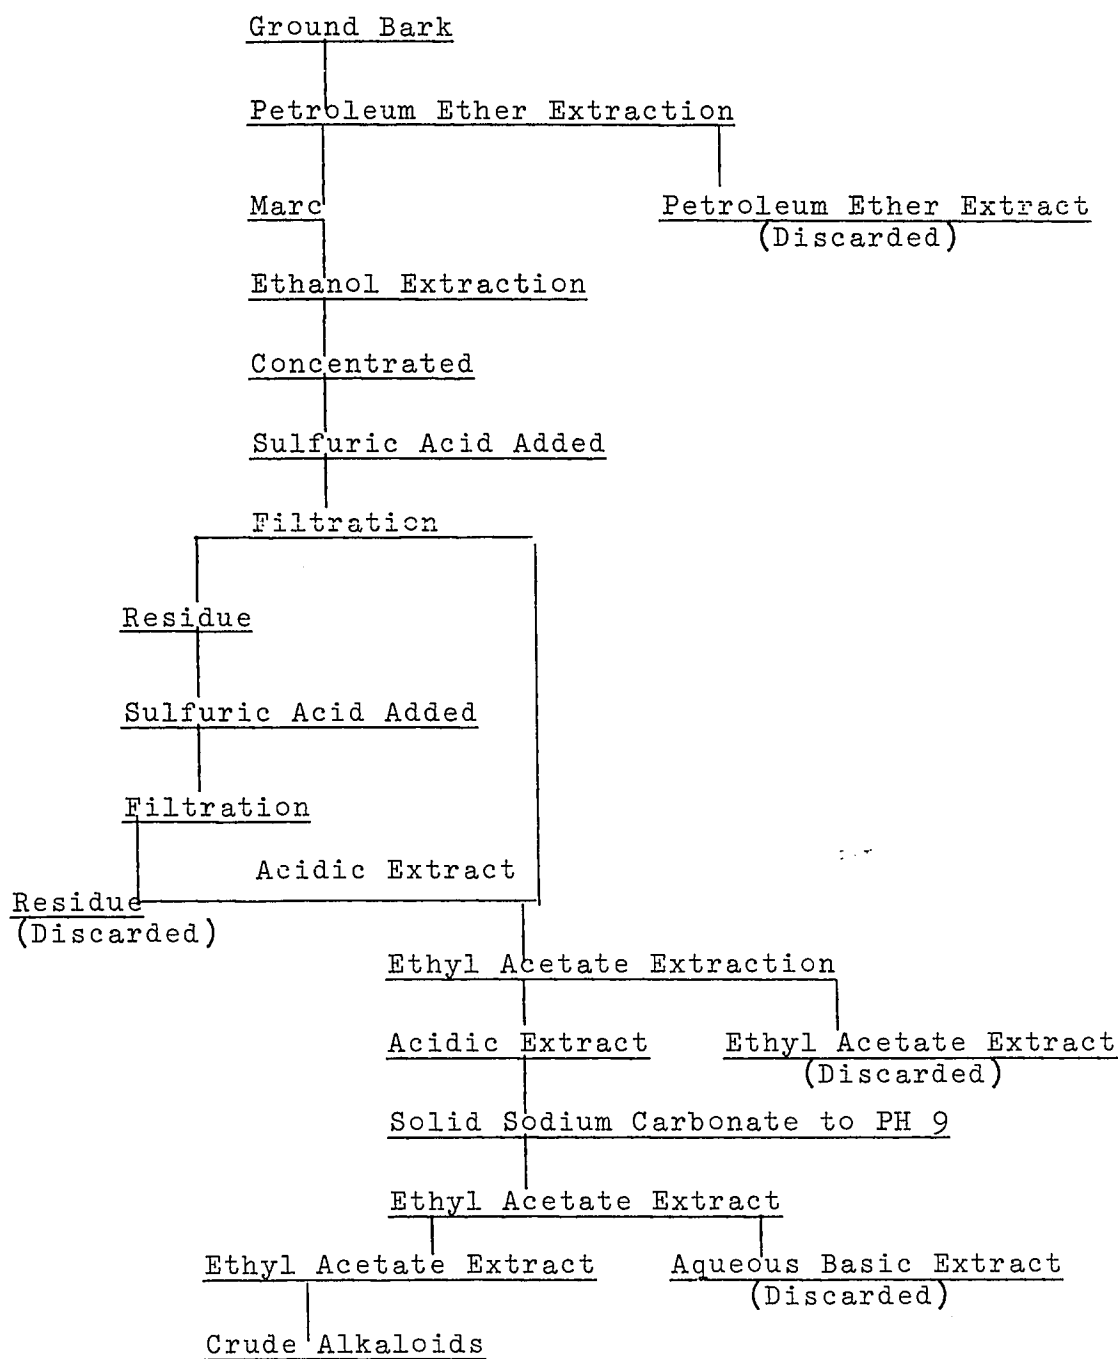 Ground Bark
Petroleum Ether Extraction
Marc
Petroleum Ether Extract
(Discarded)
Ethanol Extraction
Concentrated
Sulfuric Acid Added
Filtration
Residue
Sulfuric Acid Added
Filtration
Acidic Extract
Residue
(Discarded)
Ethyl Acetate Extraction
Acidic Extract
Ethyl Acetate Extract
(Discarded)
Solid Sodium Carbonate to PH 9
Ethyl Acetate Extract
Ethyl Acetate Extract
Aqueous Basic Extract
(Discarded)
Crude Alkaloids